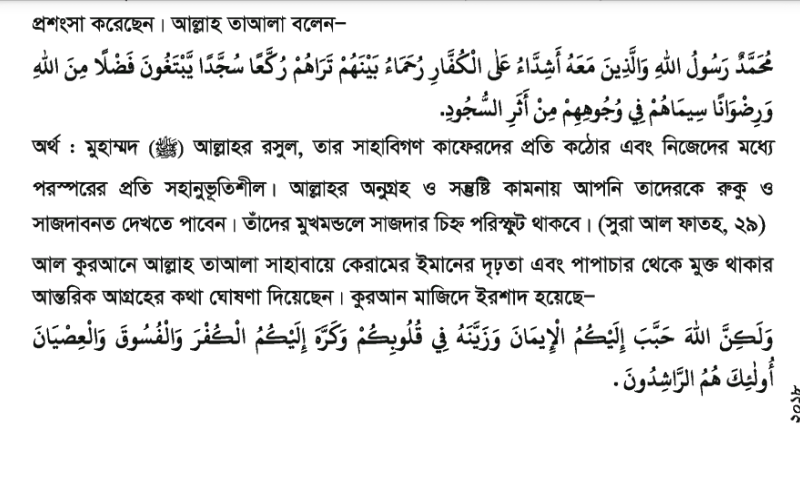 প্রশংসা করেছেন। আল্লাহ তাআলা বলেন–
مُحَمَّدٌ رَسُولُ اللهِ وَالَّذِينَ مَعَهُ أَشِدَّاءُ عَلَى الْكُفَّارِ رُحَمَاءُ بَيْنَهُمْ تَرَاهُمْ رُكَّعًا سُجَّدًا يَّبْتَغُونَ فَضْلًا مِنَ اللهِ
وَرِضْوَانًا سِيمَاهُمْ فِي وُجُوهِهِمْ مِنْ أَثَرِ السُّجُودِ.
অর্থ : মুহাম্মদ (ﷺ) আল্লাহর রসুল, তার সাহাবিগণ কাফেরদের প্রতি কঠোর এবং নিজেদের মধ্যে
পরস্পরের প্রতি সহানুভূতিশীল। আল্লাহর অনুগ্রহ ও সন্তুষ্টি কামনায় আপনি তাদেরকে রুকু ও
সাজদাবনত দেখতে পাবেন। তাঁদের মুখমন্ডলে সাজদার চিহ্ন পরিস্ফুট থাকবে। (সুরা আল ফাতহ, ২৯)
আল কুরআনে আল্লাহ তাআলা সাহাবায়ে কেরামের ইমানের দৃঢ়তা এবং পাপাচার থেকে মুক্ত থাকার
আন্তরিক আগ্রহের কথা ঘোষণা দিয়েছেন। কুরআন মাজিদে ইরশাদ হয়েছে–
وَلَكِنَّ اللهَ حَبَّبَ إِلَيْكُمُ الْإِيمَانَ وَزَيَّنَهُ فِي قُلُوبِكُمْ وَكَرَّهَ إِلَيْكُمُ الْكُفْرَ وَالْفُسُوقَ وَالْعِصْيَانَ
أُولَئِكَ هُمُ الرَّاشِدُونَ.
২০১৮